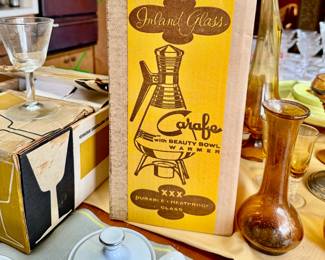 Inland Glass
Carafe
with BEAUTY BOWL
WARMER
XXX
DURABLE • HEATPROOF
GLASS